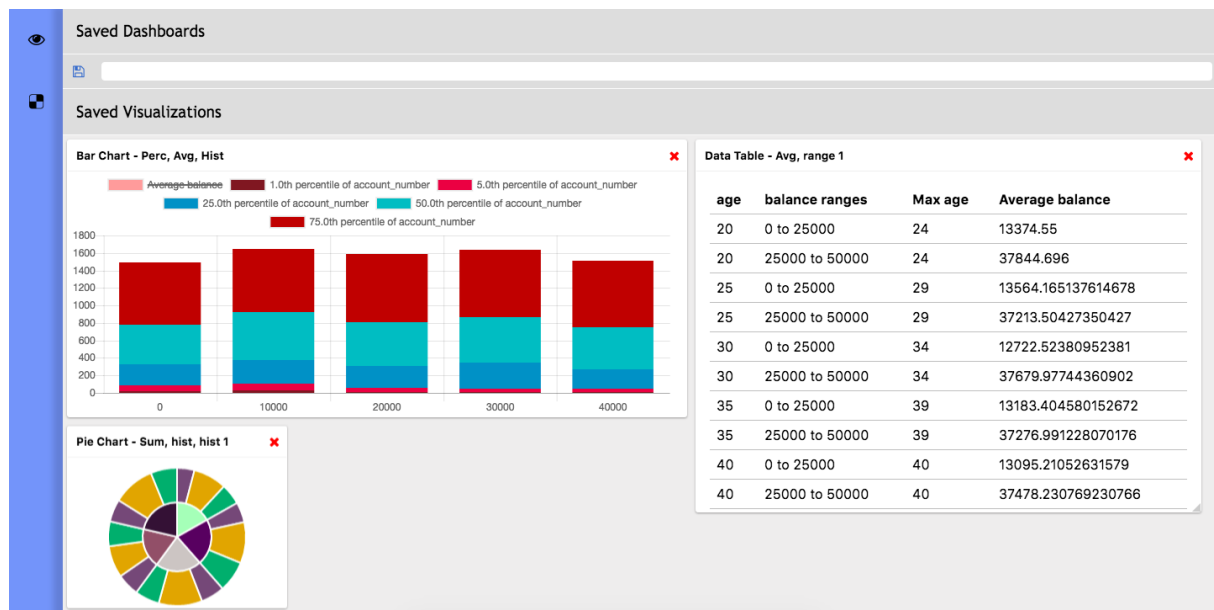 Saved Dashboards
Saved Visualizations
Bar Chart - Perc, Avg, Hist
Average balance 1.0th percentile of account_number 5.0th percentile of account_number
25.0th percentile of account_number 50.0th percentile of account_number
75.0th percentile of account_number
1800
1600
1400
1200
1000
800
600
400
200
0
0 10000 20000 30000 40000
Data Table - Avg, range 1
age balance ranges Max age Average balance
20 0 to 25000 24 13374.55
20 25000 to 50000 24 37844.696
25 0 to 25000 29 13564.165137614678
25 25000 to 50000 29 37213.50427350427
30 0 to 25000 34 12722.52380952381
30 25000 to 50000 34 37679.97744360902
35 0 to 25000 39 13183.404580152672
35 25000 to 50000 39 37276.991228070176
40 0 to 25000 40 13095.21052631579
40 25000 to 50000 40 37478.230769230766
Pie Chart - Sum, hist, hist 1